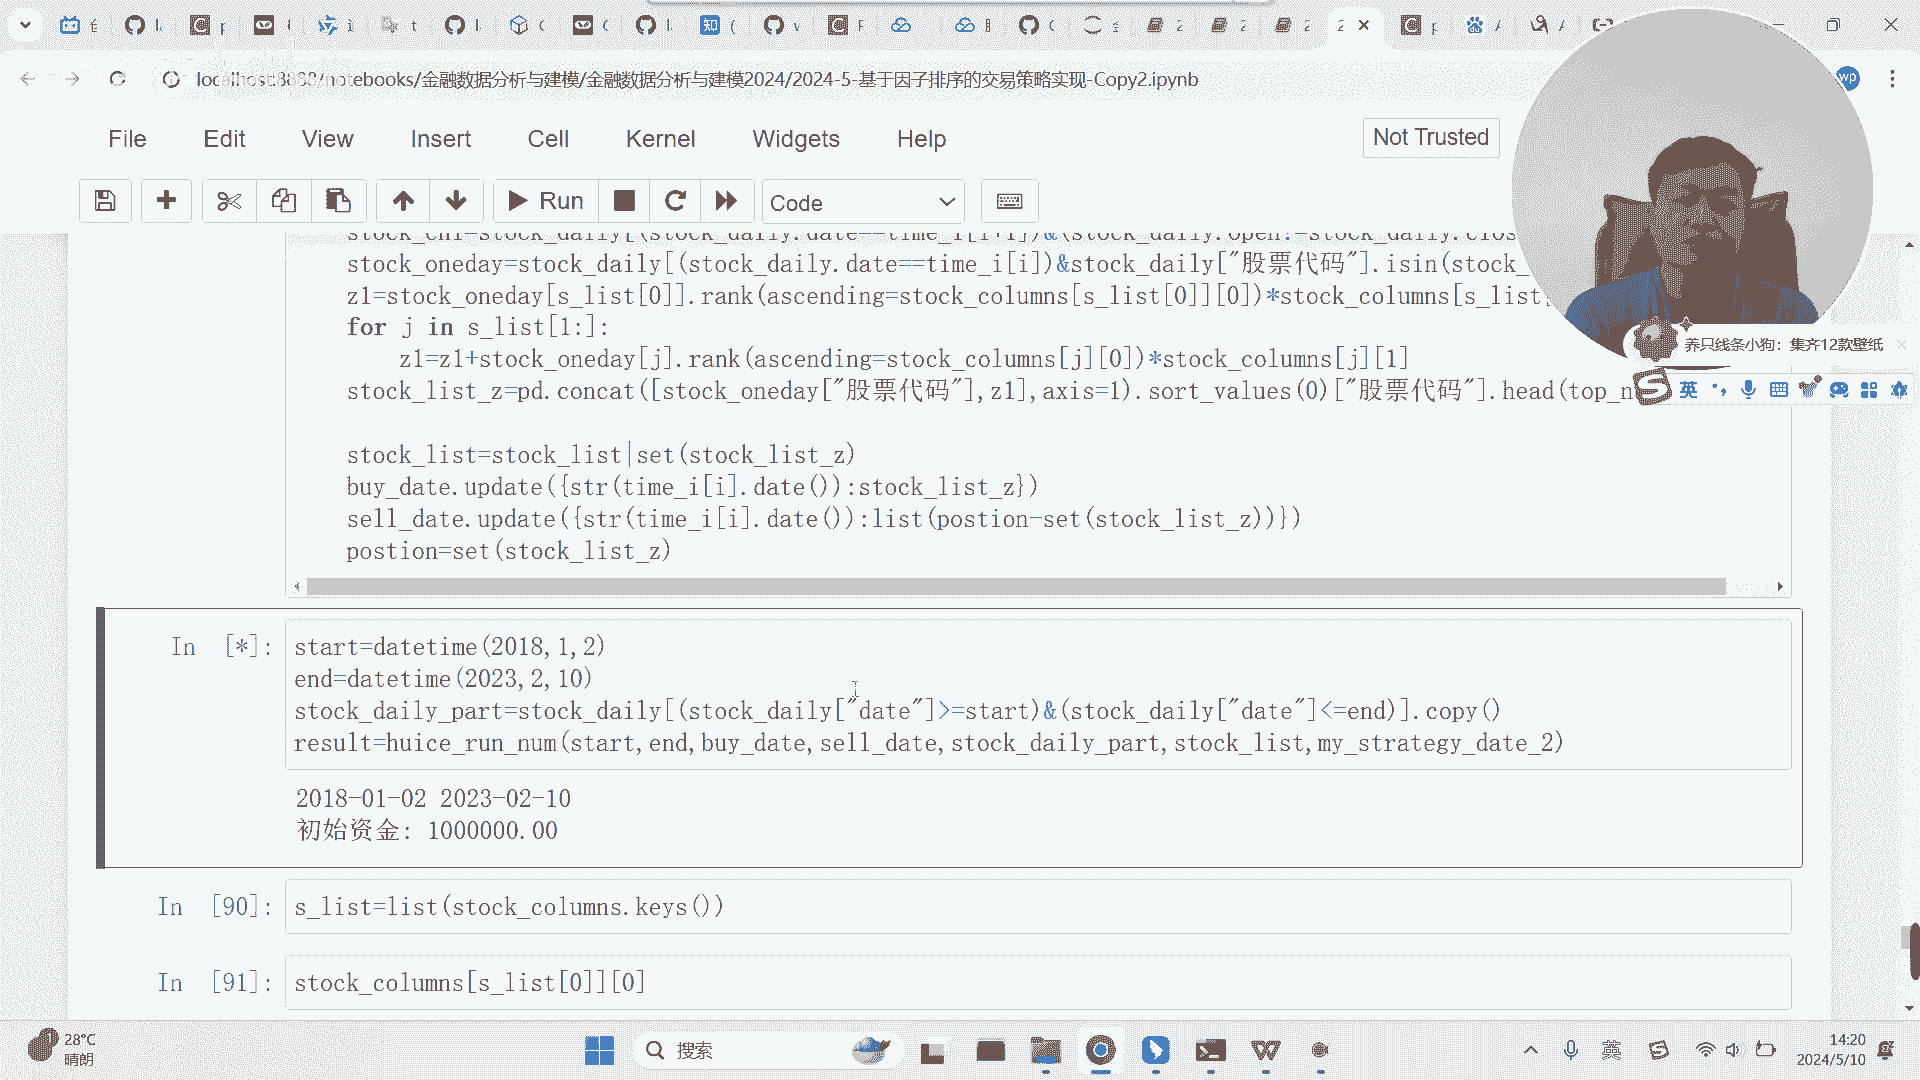 localhost:8888/notebooks/金融数据分析与建模/金融数据分析与建模2024/2024-5-基于因子排序的交易策略实现-Copy2.ipynb
wp
File Edit View Insert Cell Kernel Widgets Help
Not Trusted
Run
Code
stock_oneday=stock_daily[(stock_daily.date==time_i[i])&stock_daily["股票代码"].isin(stock_
z1=stock_oneday[s_list[0]].rank(ascending=stock_columns[s_list[0]][0])*stock_columns[s_list
for j in s_list[1:]:
z1=z1+stock_oneday[j].rank(ascending=stock_columns[j][0])*stock_columns[j][1]
stock_list_z=pd.concat([stock_oneday["股票代码"],z1],axis=1).sort_values(0)["股票代码"].head(top_n
养只线条小狗：集齐12款壁纸
英
stock_list=stock_list|set(stock_list_z)
buy_date.update({str(time_i[i].date()):stock_list_z})
sell_date.update({str(time_i[i].date()):list(postion-set(stock_list_z))})
postion=set(stock_list_z)
In [*]:
start=datetime(2018,1,2)
end=datetime(2023,2,10)
stock_daily_part=stock_daily[(stock_daily["date"]>=start)&(stock_daily["date"]<=end)].copy()
result=huice_run_num(start,end,buy_date,sell_date,stock_daily_part,stock_list,my_strategy_date_2)
2018-01-02 2023-02-10
初始资金: 1000000.00
In [90]: s_list=list(stock_columns.keys())
In [91]: stock_columns[s_list[0]][0]
28°C
晴朗
搜索
英
14:20
2024/5/10